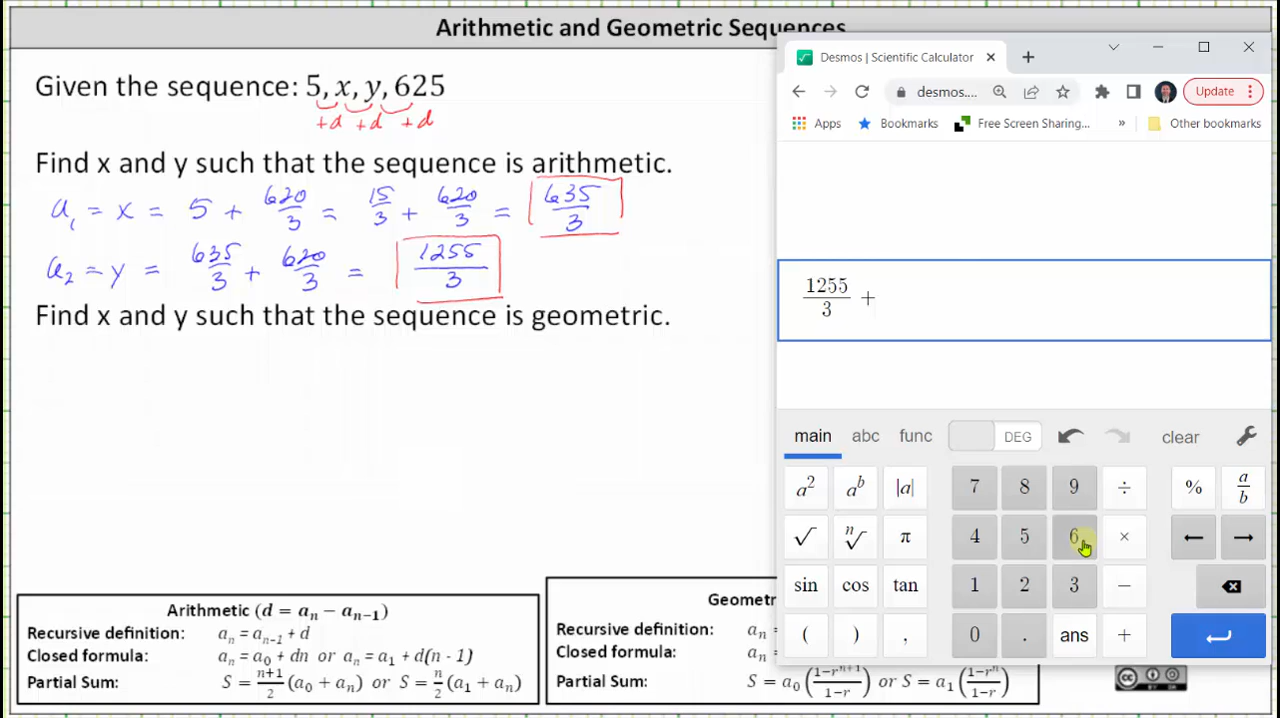 Arithmetic and Geometric Sequences
Given the sequence: 5, x, y, 625
+d +d +d
Find x and y such that the sequence is arithmetic.
a₁ = x = 5 + 620/3 = 15/3 + 620/3 = 635/3
a₂ = y = 635/3 + 620/3 = 1255/3
Find x and y such that the sequence is geometric.
Arithmetic (d = aₙ − aₙ₋₁)
Recursive definition: aₙ = aₙ₋₁ + d
Closed formula: aₙ = a₀ + dn or aₙ = a₁ + d(n - 1)
Partial Sum: S = n+1/2 (a₀ + aₙ) or S = n/2 (a₁ + aₙ)
Geomet
Recursive definition: aₙ =
Closed formula: aₙ =
Partial Sum: S = a₀ (1−rⁿ⁺¹/1−r) or S = a₁ (1−rⁿ/1−r)
cc
Desmos | Scientific Calculator
desmos.... Update
Apps Bookmarks Free Screen Sharing... » Other bookmarks
1255/3 +
main abc func DEG clear
a² aᵇ |a| 7 8 9 ÷ % a/b
√ ⁿ√ π 4 5 6 × ← →
sin cos tan 1 2 3 −
( ) , 0 . ans +